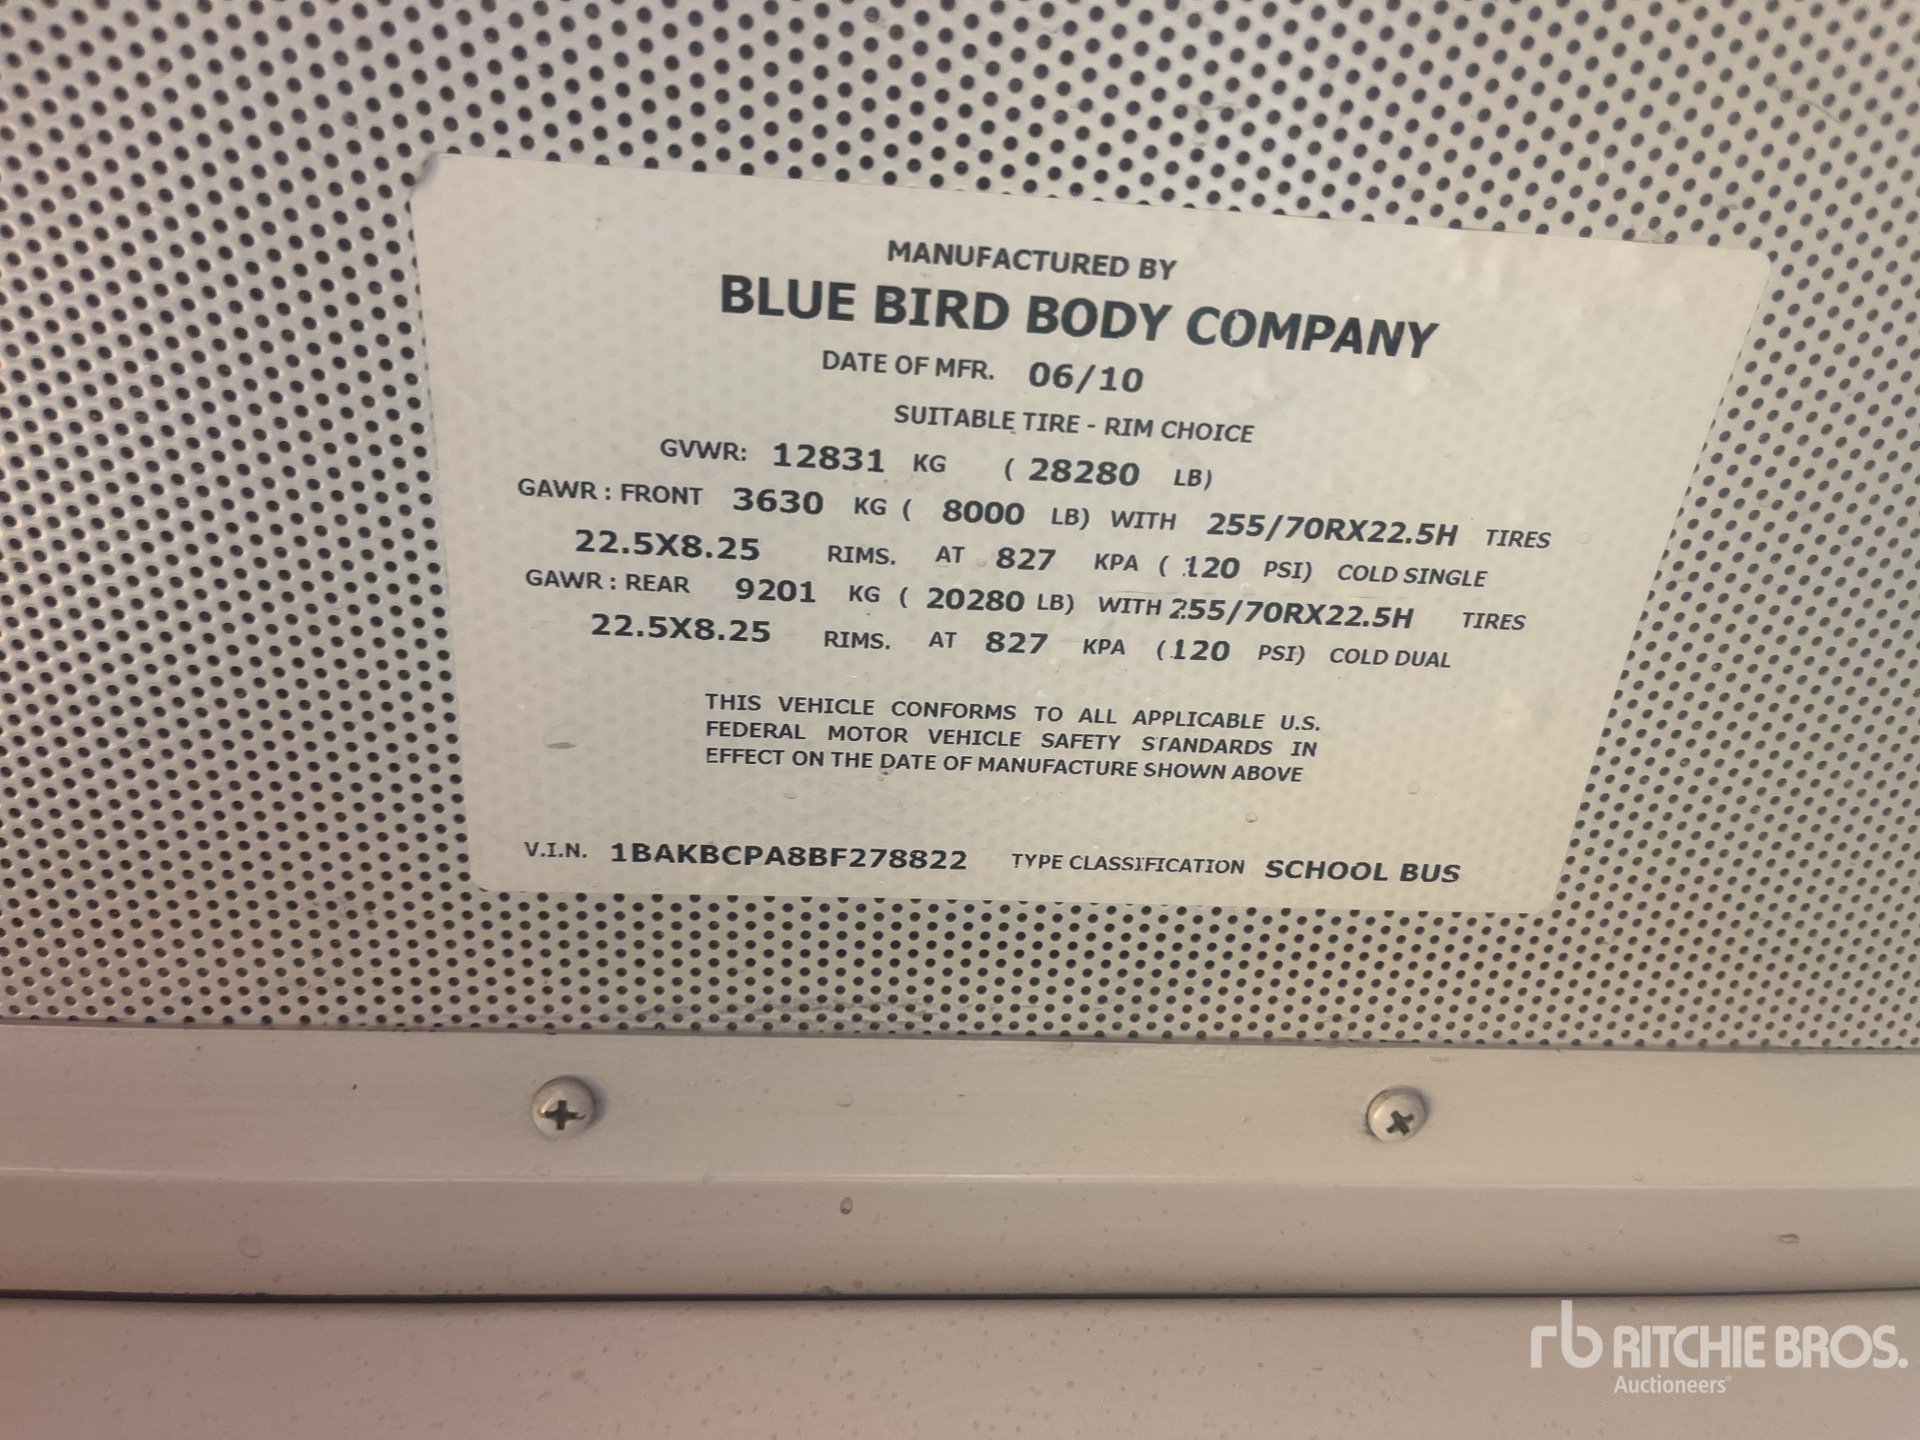 MANUFACTURED BY
BLUE BIRD BODY COMPANY
DATE OF MFR. 06/10
SUITABLE TIRE - RIM CHOICE
GVWR: 12831 KG ( 28280 LB)
GAWR : FRONT 3630 KG ( 8000 LB) WITH 255/70RX22.5H TIRES
22.5X8.25 RIMS. AT 827 KPA ( 120 PSI) COLD SINGLE
GAWR : REAR 9201 KG ( 20280 LB) WITH 255/70RX22.5H TIRES
22.5X8.25 RIMS. AT 827 KPA ( 120 PSI) COLD DUAL
THIS VEHICLE CONFORMS TO ALL APPLICABLE U.S.
FEDERAL MOTOR VEHICLE SAFETY STANDARDS IN
EFFECT ON THE DATE OF MANUFACTURE SHOWN ABOVE
V.I.N. 1BAKBCPA8BF278822 TYPE CLASSIFICATION SCHOOL BUS
rb RITCHIE BROS.
Auctioneers